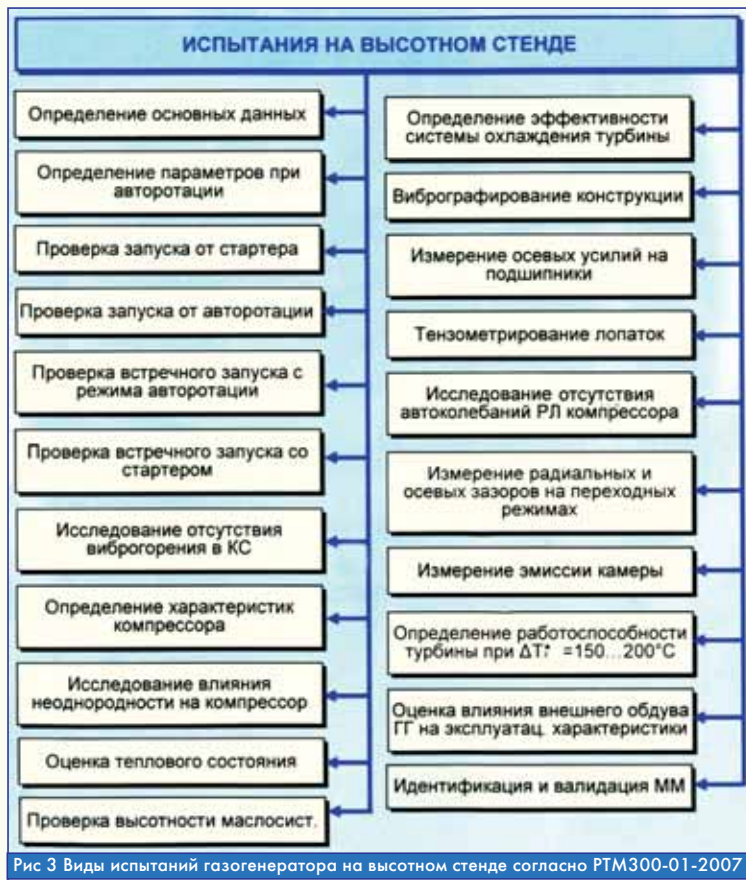 ИСПЫТАНИЯ НА ВЫСОТНОМ СТЕНДЕ
Определение основных данных
Определение параметров при
авторотации
Проверка запуска от стартера
Проверка запуска от авторотации
Проверка встречного запуска с
режима авторотации
Проверка встречного запуска со
стартером
Исследование отсутствия
виброгорения в КС
Определение характеристик
компрессора
Исследование влияния
неоднородности на компрессор
Оценка теплового состояния
Проверка высотности маслосист.
Определение эффективности
системы охлаждения турбины
Вибрографирование конструкции
Измерение осевых усилий на
подшипники
Тензометрирование лопаток
Исследование отсутствия
автоколебаний РЛ компрессора
Измерение радиальных и
осевых зазоров на переходных
режимах
Измерение эмиссии камеры
Определение работоспособности
турбины при =150...200°C
Оценка влияния внешнего обдува
ГГ на эксплуатац. характеристики
Идентификация и валидация ММ
Рис 3 Виды испытаний газогенератора на высотном стенде согласно РТМ300-01-2007